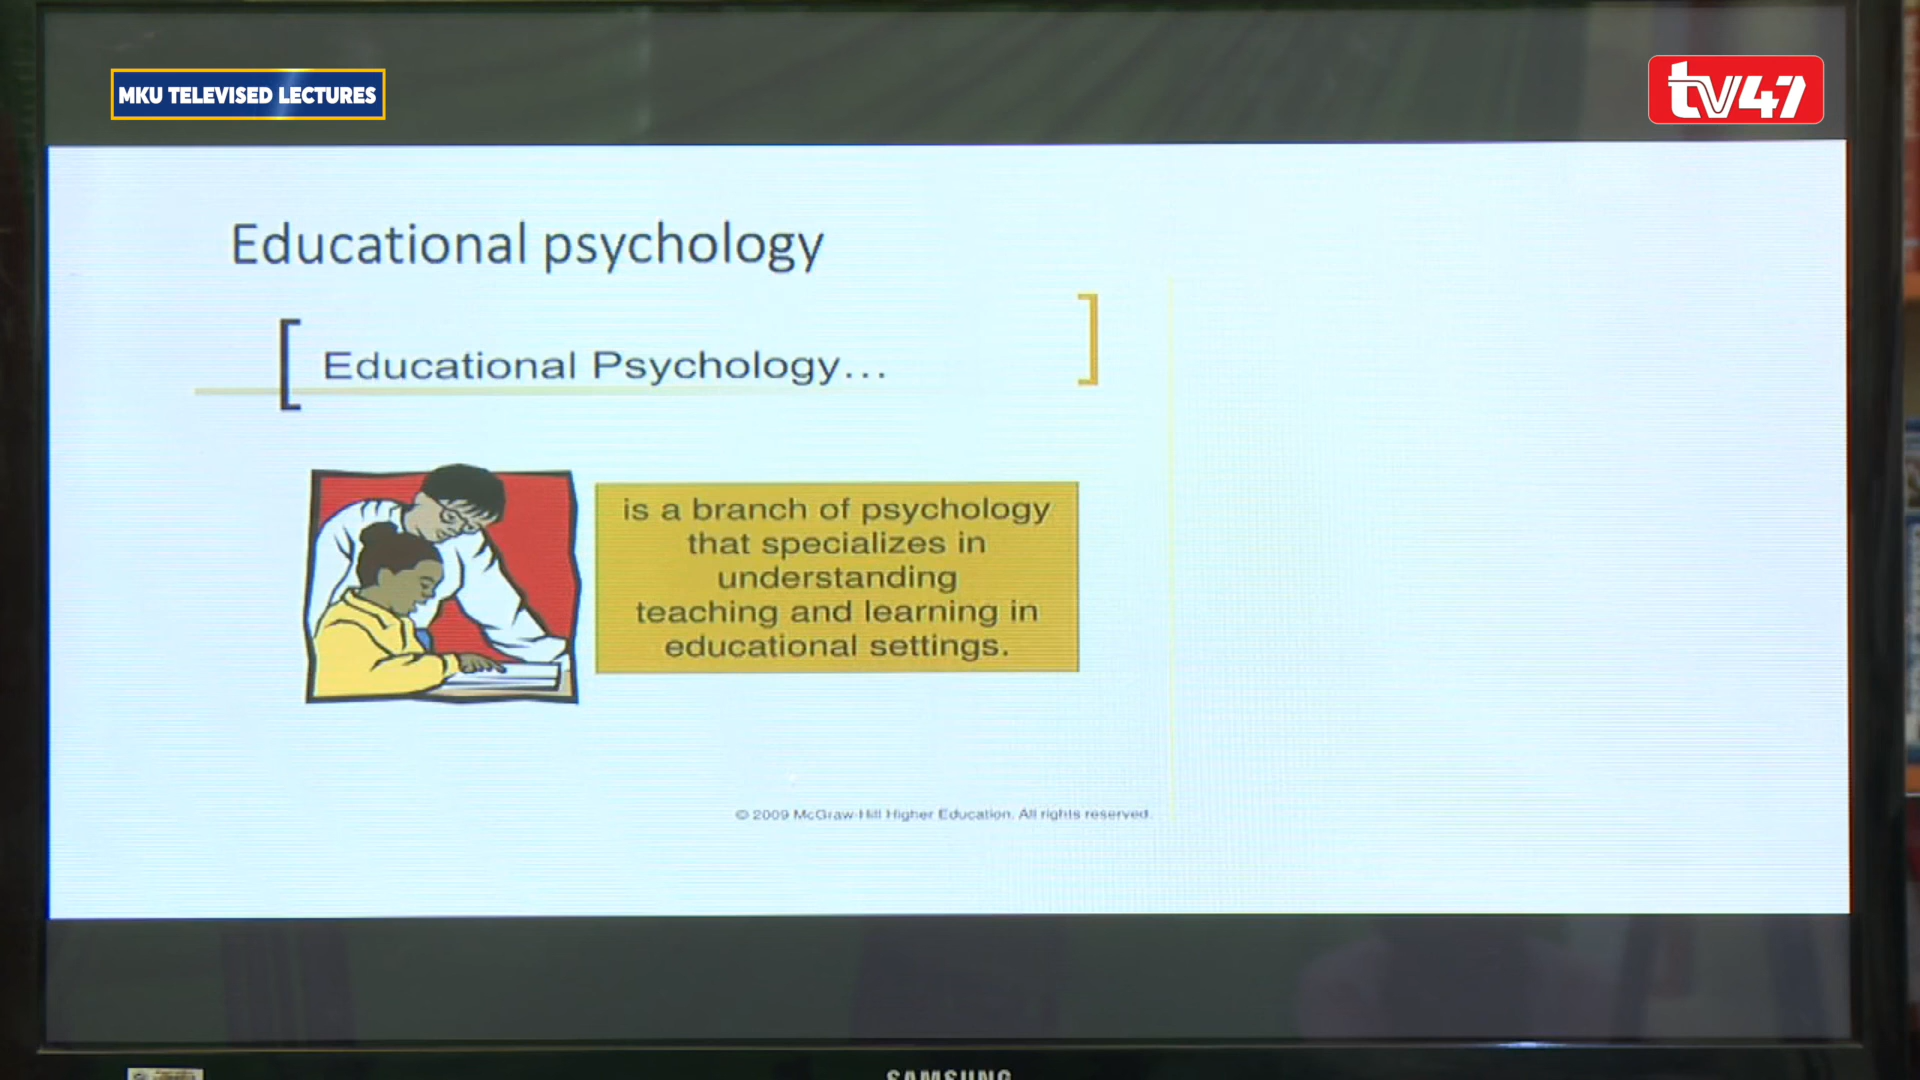 MKU TELEVISED LECTURES
tv47
Educational psychology
Educational Psychology...
is a branch of psychology
that specializes in
understanding
teaching and learning in
educational settings.
© 2009 McGraw-Hill Higher Education. All rights reserved.
SAMSUNG